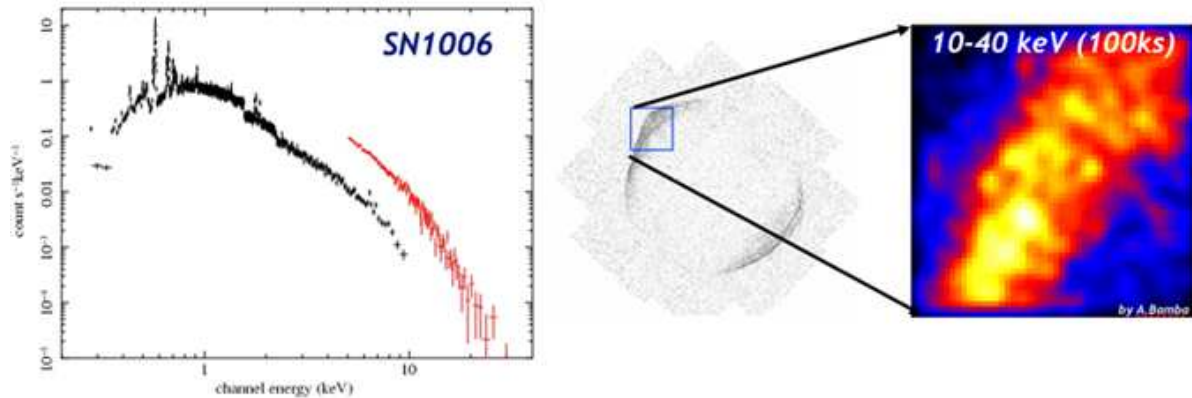 SN1006
10
1
0.1
0.01
10⁻³
10⁻⁴
10⁻⁵
count s⁻¹keV⁻¹
1
10
channel energy (keV)
10-40 keV (100ks)
by A.Bamba